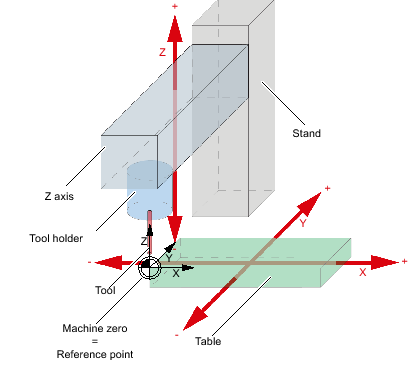 +
Z
Stand
+
Z axis
Y
Tool holder
Z
Y
-
X
X
+
Tool
-
Machine zero
=
Reference point
Table